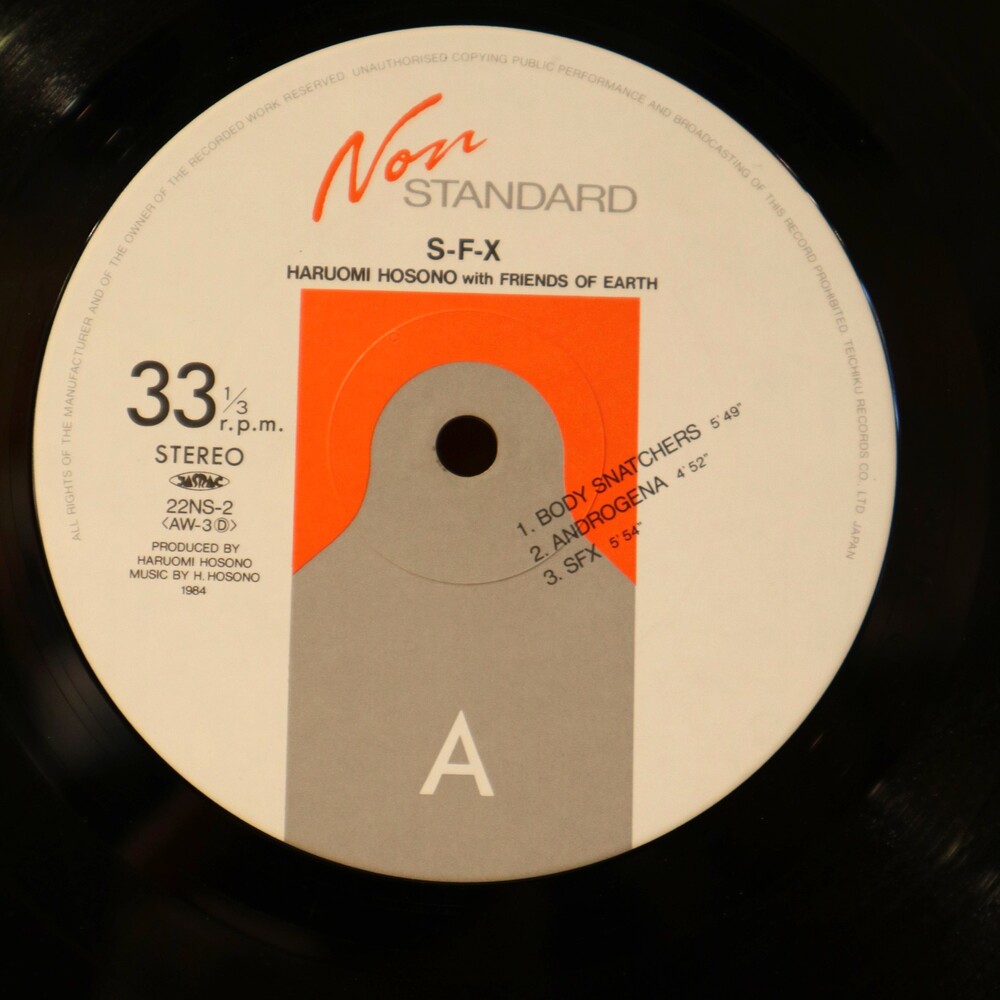 ALL RIGHTS OF THE MANUFACTURER AND OF THE OWNER OF THE RECORDED WORK RESERVED. UNAUTHORISED COPYING PUBLIC PERFORMANCE AND BROADCASTING OF THIS RECORD PROHIBITED. TEICHIKU RECORDS CO. LTD. JAPAN
Non
STANDARD
S-F-X
HARUOMI HOSONO with FRIENDS OF EARTH
33 1/3
r.p.m.
STEREO
JASRAC
22NS-2
〈AW-3Ⓓ〉
PRODUCED BY
HARUOMI HOSONO
MUSIC BY H. HOSONO
1984
1. BODY SNATCHERS 5'49"
2. ANDROGENA 4'52"
3. SFX 5'54"
A